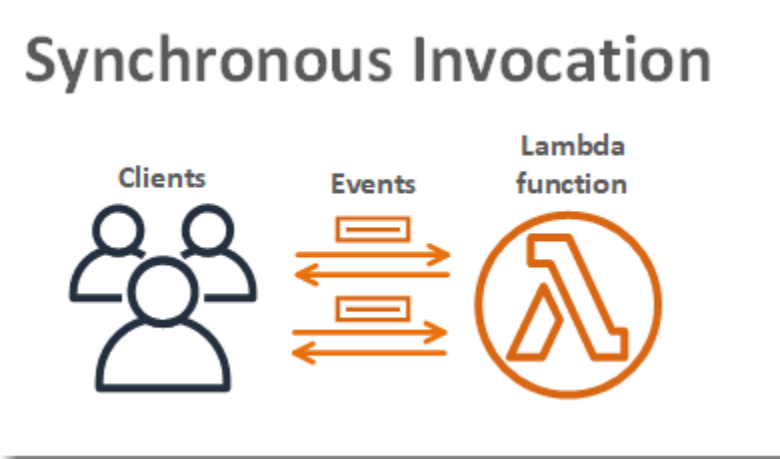 Synchronous Invocation
Clients
Events
Lambda
function